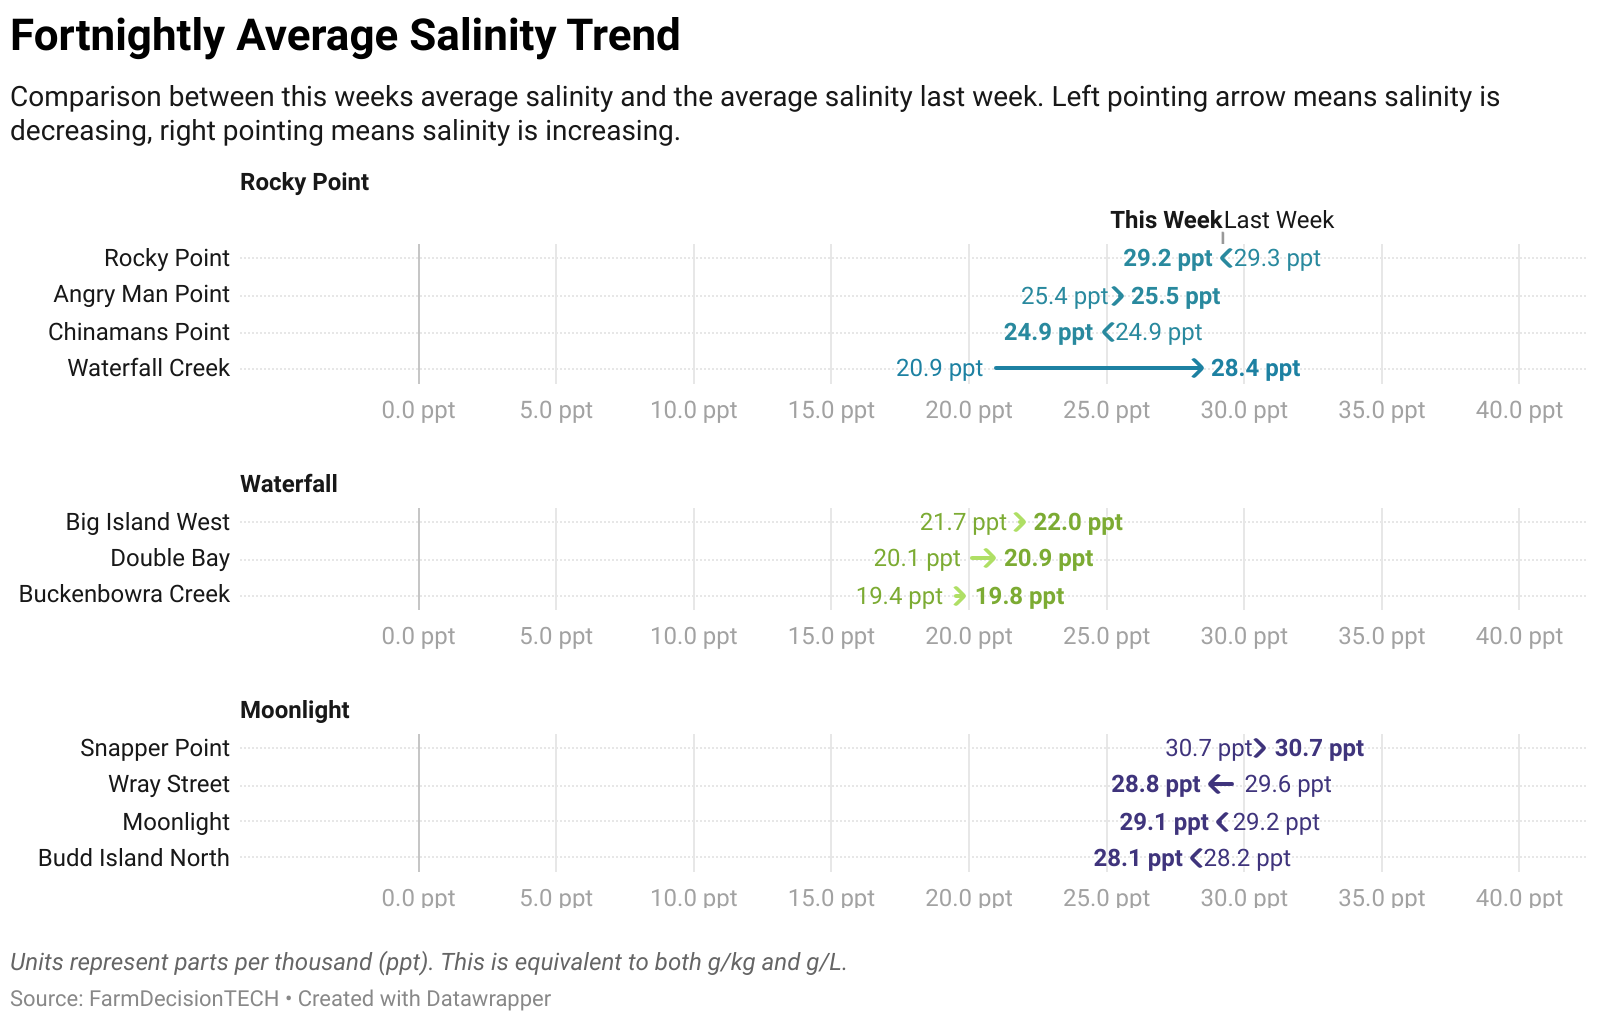 Fortnightly Average Salinity Trend
Comparison between this weeks average salinity and the average salinity last week. Left pointing arrow means salinity is
decreasing, right pointing means salinity is increasing.
Rocky Point
This Week Last Week
Rocky Point 29.2 ppt 29.3 ppt
Angry Man Point 25.4 ppt 25.5 ppt
Chinamans Point 24.9 ppt 24.9 ppt
Waterfall Creek 20.9 ppt 28.4 ppt
0.0 ppt 5.0 ppt 10.0 ppt 15.0 ppt 20.0 ppt 25.0 ppt 30.0 ppt 35.0 ppt 40.0 ppt
Waterfall
Big Island West 21.7 ppt 22.0 ppt
Double Bay 20.1 ppt 20.9 ppt
Buckenbowra Creek 19.4 ppt 19.8 ppt
0.0 ppt 5.0 ppt 10.0 ppt 15.0 ppt 20.0 ppt 25.0 ppt 30.0 ppt 35.0 ppt 40.0 ppt
Moonlight
Snapper Point 30.7 ppt 30.7 ppt
Wray Street 28.8 ppt 29.6 ppt
Moonlight 29.1 ppt 29.2 ppt
Budd Island North 28.1 ppt 28.2 ppt
0.0 ppt 5.0 ppt 10.0 ppt 15.0 ppt 20.0 ppt 25.0 ppt 30.0 ppt 35.0 ppt 40.0 ppt
Units represent parts per thousand (ppt). This is equivalent to both g/kg and g/L.
Source: FarmDecisionTECH • Created with Datawrapper